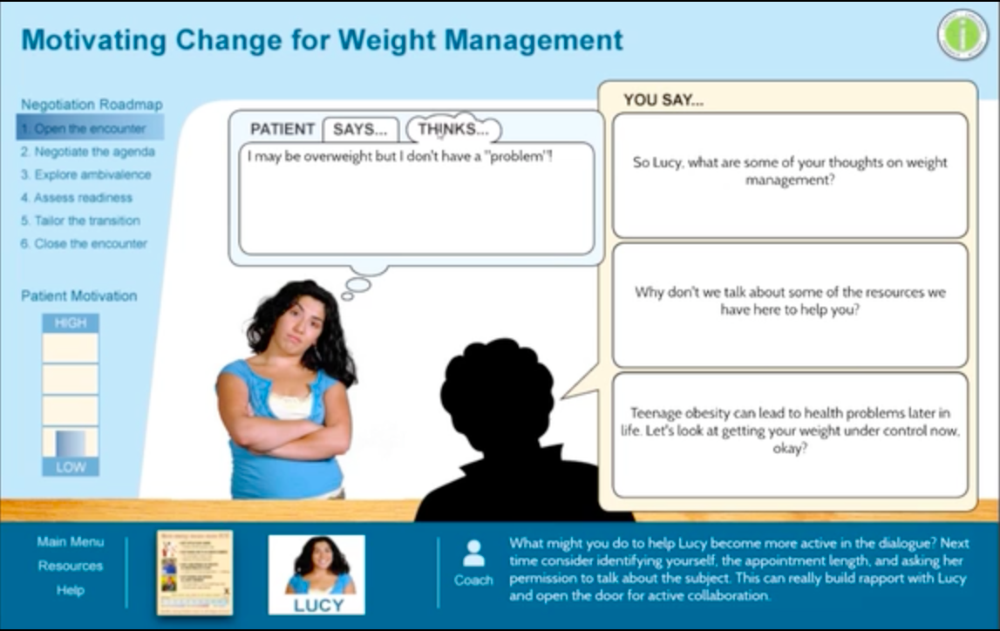 Motivating Change for Weight Management
i
Negotiation Roadmap
1. Open the encounter
2. Negotiate the agenda
3. Explore ambivalence
4. Assess readiness
5. Tailor the transition
6. Close the encounter
Patient Motivation
HIGH
LOW
PATIENT SAYS... THINKS...
I may be overweight but I don't have a "problem"!
YOU SAY...
So Lucy, what are some of your thoughts on weight
management?
Why don't we talk about some of the resources we
have here to help you?
Teenage obesity can lead to health problems later in
life. Let's look at getting your weight under control now,
okay?
Main Menu
Resources
Help
LUCY
Coach
What might you do to help Lucy become more active in the dialogue? Next
time consider identifying yourself, the appointment length, and asking her
permission to talk about the subject. This can really build rapport with Lucy
and open the door for active collaboration.